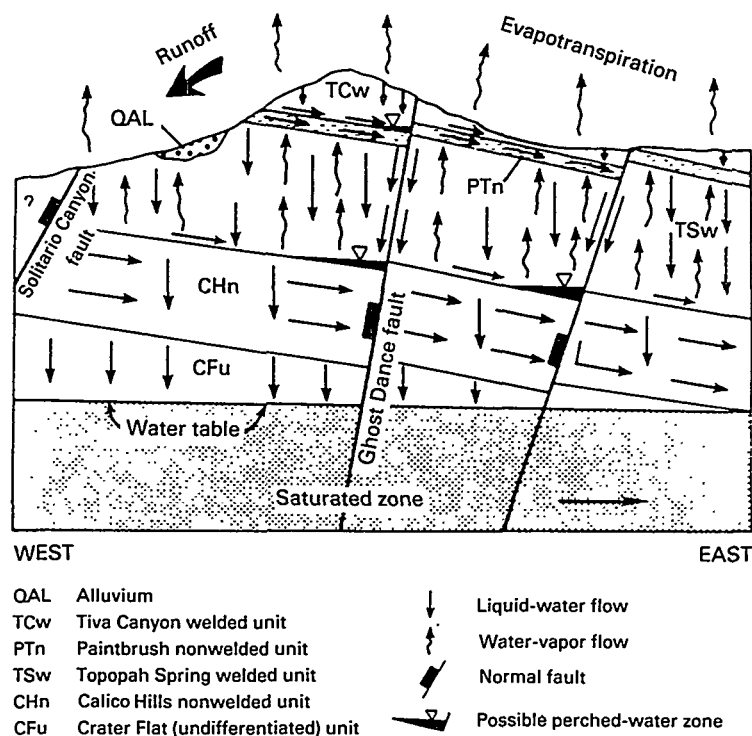 Runoff
Evapotranspiration
TCw
QAL
PTn
?
Solitario Canyon
fault
TSw
CHn
CFu
Ghost Dance fault
Water table
Saturated zone
WEST
EAST
QAL Alluvium
TCw Tiva Canyon welded unit
PTn Paintbrush nonwelded unit
TSw Topopah Spring welded unit
CHn Calico Hills nonwelded unit
CFu Crater Flat (undifferentiated) unit
Liquid-water flow
Water-vapor flow
Normal fault
Possible perched-water zone